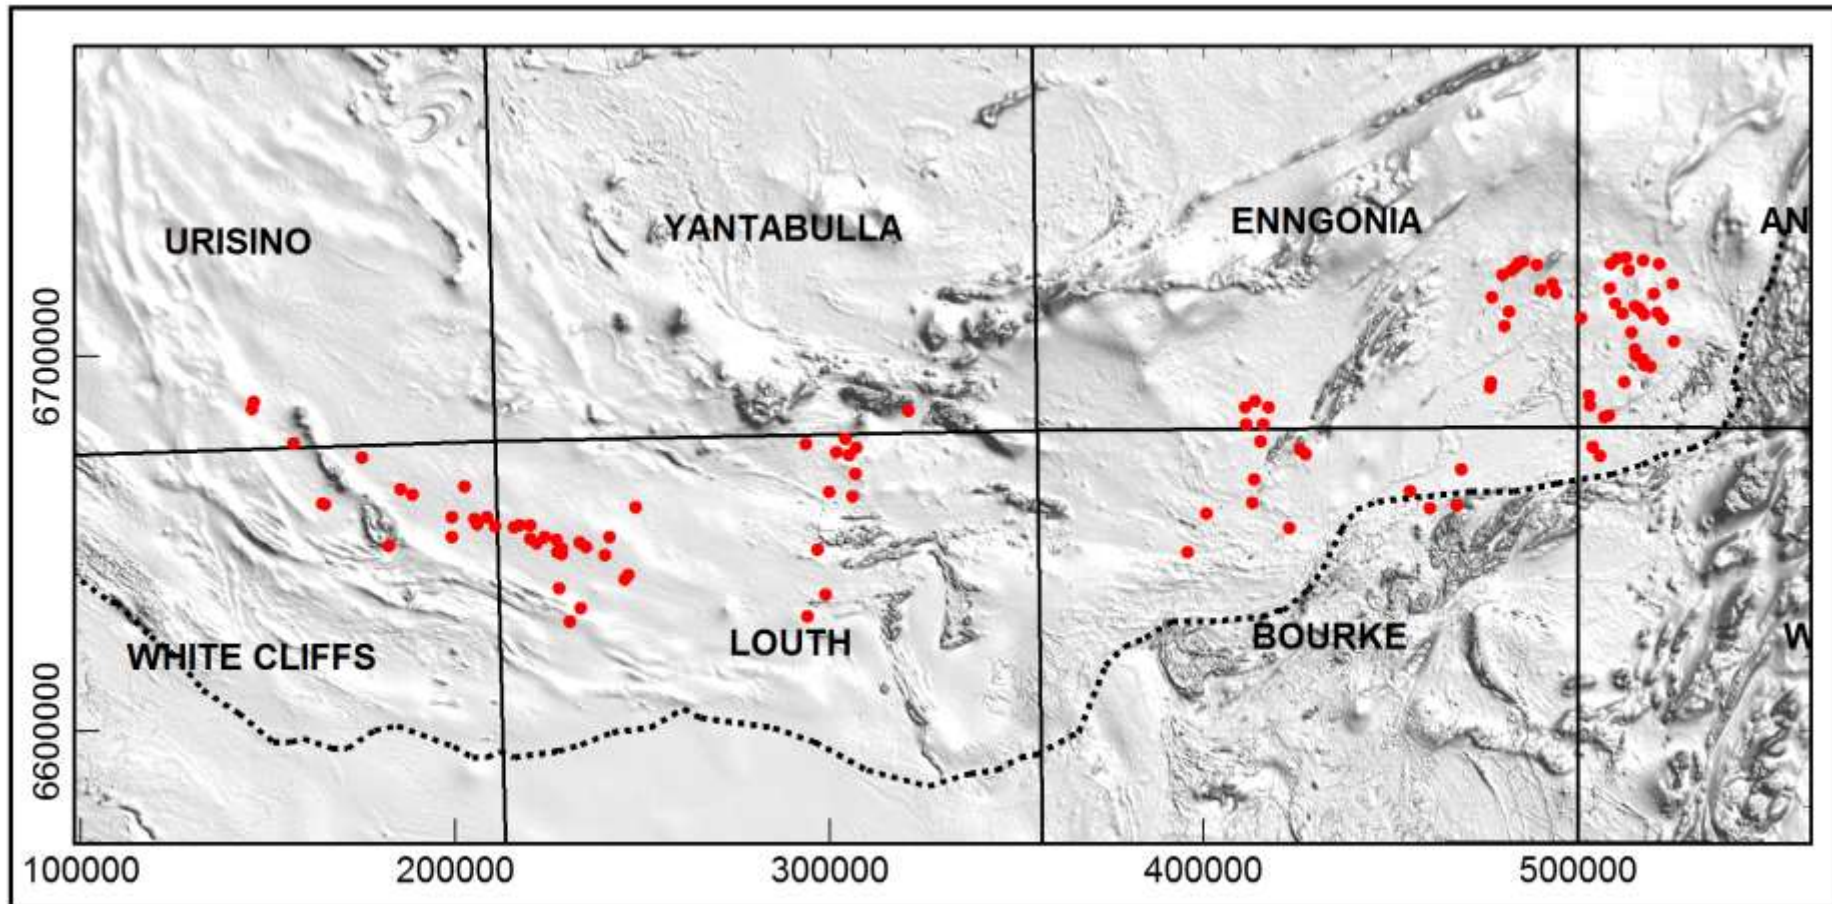 URISINO
YANTABULLA
ENNGONIA
AN
6700000
WHITE CLIFFS
LOUTH
BOURKE
W
6600000
100000
200000
300000
400000
500000